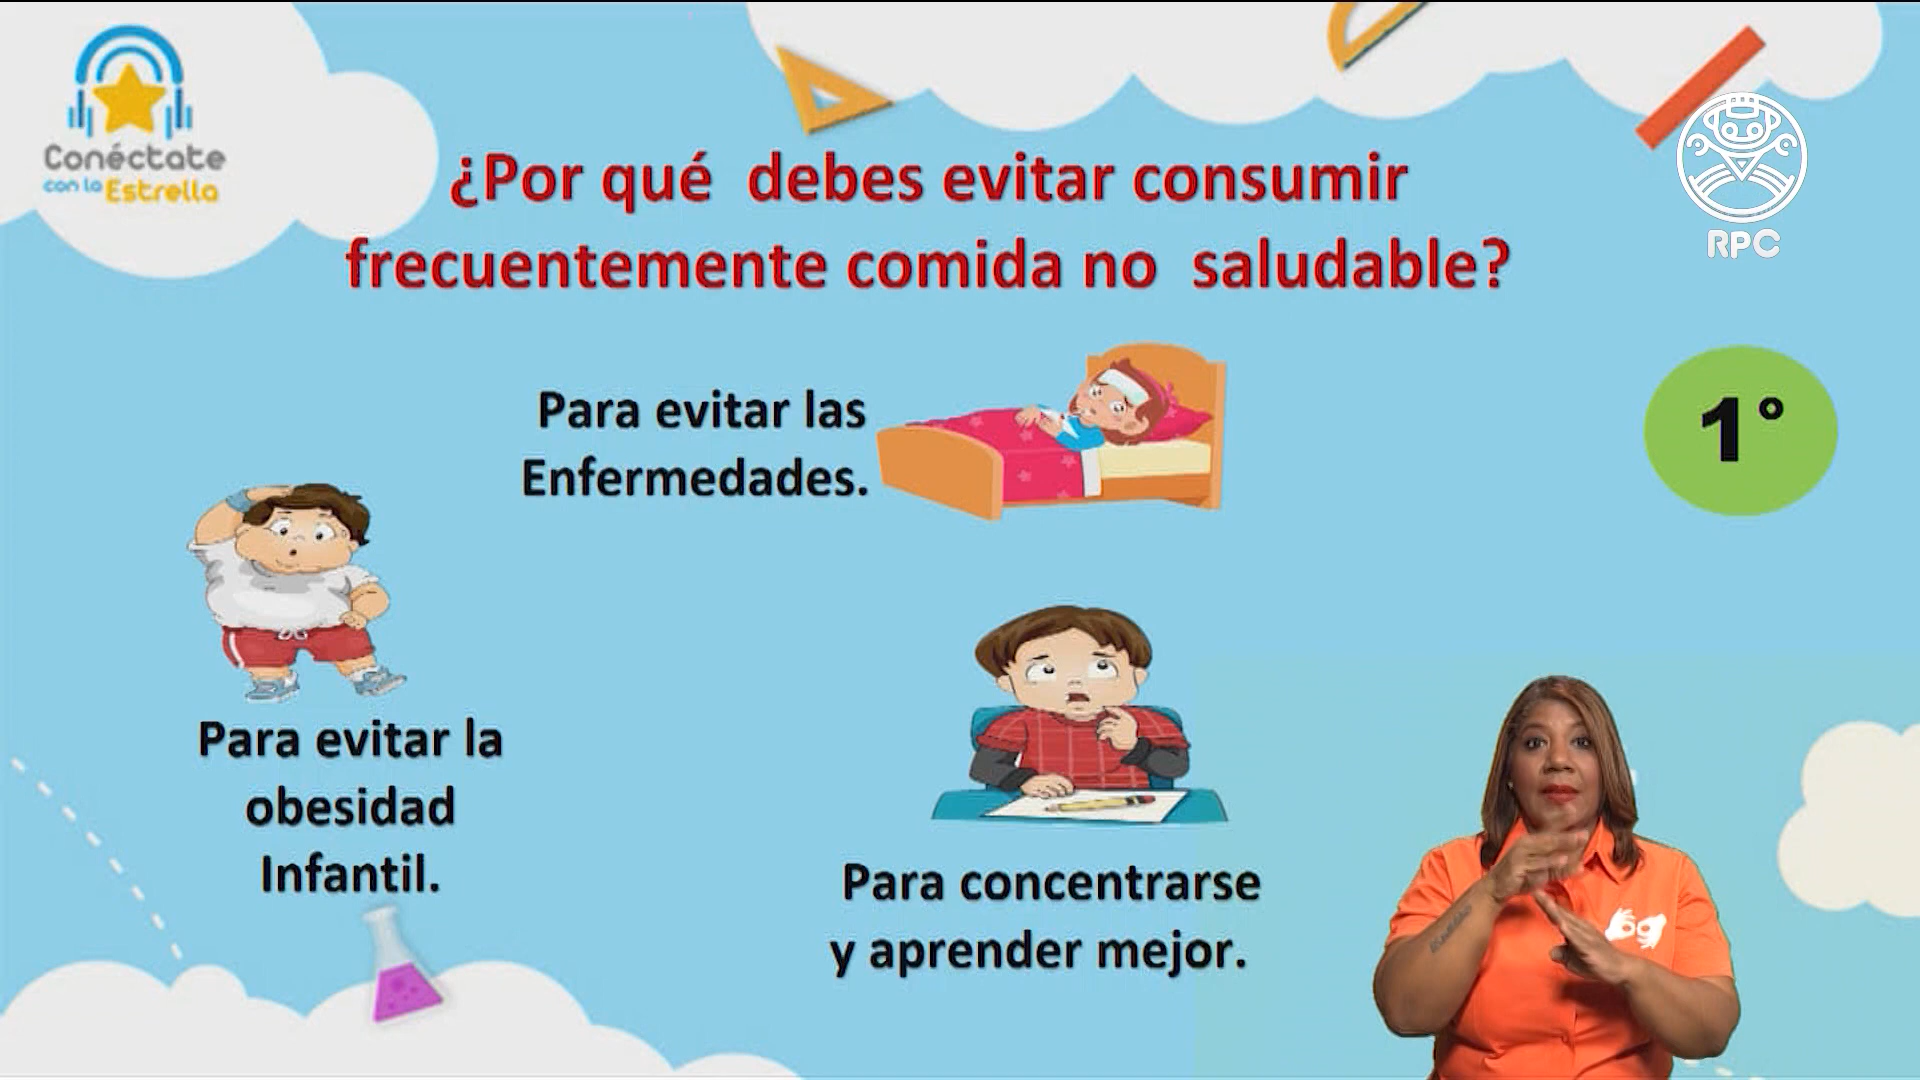 Conéctate
con la Estrella
¿Por qué debes evitar consumir
frecuentemente comida no saludable?
RPC
1°
Para evitar las
Enfermedades.
Para evitar la
obesidad
Infantil.
Para concentrarse
y aprender mejor.